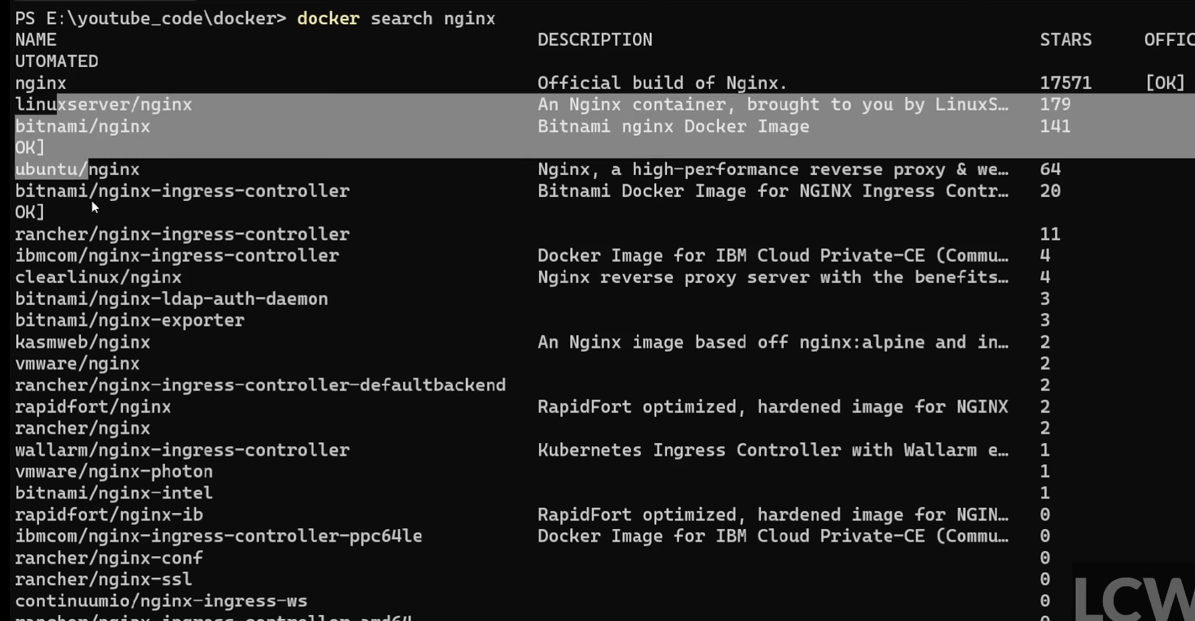 PS E:\youtube_code\docker> docker search nginx
NAME DESCRIPTION STARS OFFIC
UTOMATED
nginx Official build of Nginx. 17571 [OK]
linuxserver/nginx An Nginx container, brought to you by LinuxS… 179
bitnami/nginx Bitnami nginx Docker Image 141
OK]
ubuntu/nginx Nginx, a high-performance reverse proxy & we… 64
bitnami/nginx-ingress-controller Bitnami Docker Image for NGINX Ingress Contr… 20
OK]
rancher/nginx-ingress-controller 11
ibmcom/nginx-ingress-controller Docker Image for IBM Cloud Private-CE (Commu… 4
clearlinux/nginx Nginx reverse proxy server with the benefits… 4
bitnami/nginx-ldap-auth-daemon 3
bitnami/nginx-exporter 3
kasmweb/nginx An Nginx image based off nginx:alpine and in… 2
vmware/nginx 2
rancher/nginx-ingress-controller-defaultbackend 2
rapidfort/nginx RapidFort optimized, hardened image for NGINX 2
rancher/nginx 2
wallarm/nginx-ingress-controller Kubernetes Ingress Controller with Wallarm e… 1
vmware/nginx-photon 1
bitnami/nginx-intel 1
rapidfort/nginx-ib RapidFort optimized, hardened image for NGIN… 0
ibmcom/nginx-ingress-controller-ppc64le Docker Image for IBM Cloud Private-CE (Commu… 0
rancher/nginx-conf 0
rancher/nginx-ssl 0
continuumio/nginx-ingress-ws 0
LCW